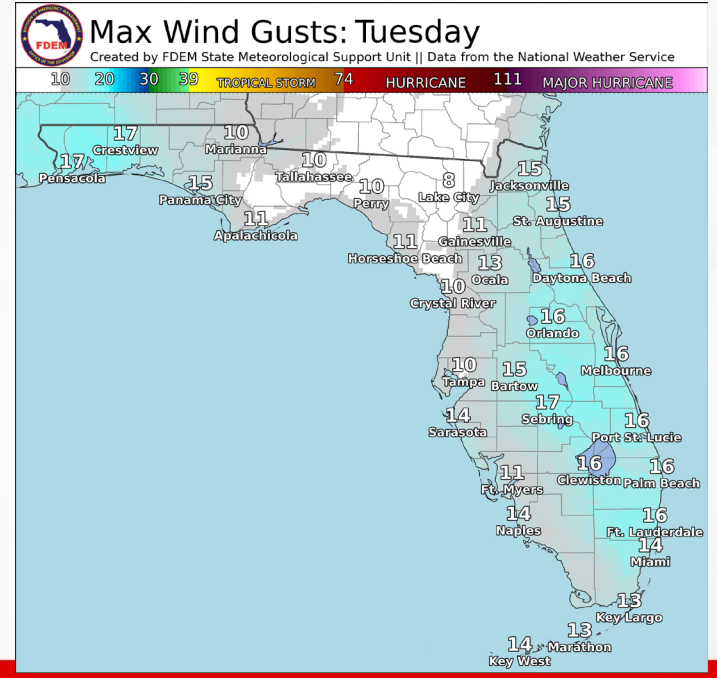 Max Wind Gusts: Tuesday
Created by FDEM State Meteorological Support Unit || Data from the National Weather Service
FDEM
10 20 30 39 TROPICAL STORM 74 HURRICANE 111 MAJOR HURRICANE
17
Crestview
10
Marianna
17
Pensacola
10
Tallahassee
15
Panama City
10
Perry
8
Lake City
15
Jacksonville
11
Apalachicola
15
St. Augustine
11
Gainesville
11
Horseshoe Beach
13
Ocala
16
Daytona Beach
10
Crystal River
16
Orlando
16
Melbourne
10
Tampa
15
Bartow
17
Sebring
14
Sarasota
16
Port St. Lucie
11
Ft. Myers
16
Clewiston
16
Palm Beach
14
Naples
16
Ft. Lauderdale
14
Miami
13
Key Largo
13
Marathon
14
Key West